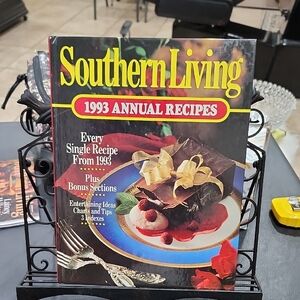 Southern Living
1993 ANNUAL RECIPES
Every
Single Recipe
From 1993
Plus
Bonus Sections
Entertaining Ideas
Charts and Tips
3 Indexes